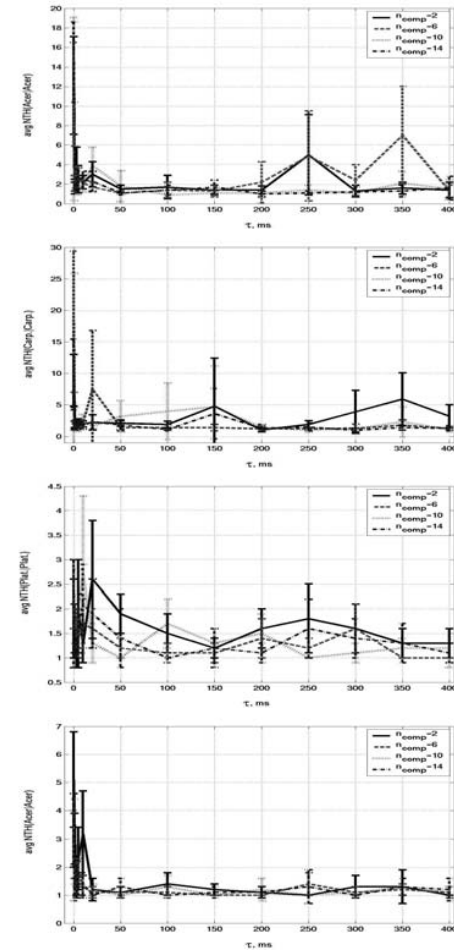 avg NTH(Acer|Acer)
20
18
16
14
12
10
8
6
4
2
0
n_comp-2
n_comp-6
n_comp-10
n_comp-14
0 50 100 150 200 250 300 350 400
τ, ms
avg NTH(Carp.|Carp.)
30
25
20
15
10
5
0
n_comp-2
n_comp-6
n_comp-10
n_comp-14
0 50 100 150 200 250 300 350 400
τ, ms
avg NTH(Plat.|Plat.)
4.5
4
3.5
3
2.5
2
1.5
1
0.5
n_comp-2
n_comp-6
n_comp-10
n_comp-14
0 50 100 150 200 250 300 350 400
τ, ms
avg NTH(Acer|Acer)
7
6
5
4
3
2
1
0
n_comp-2
n_comp-6
n_comp-10
n_comp-14
0 50 100 150 200 250 300 350 400
τ, ms